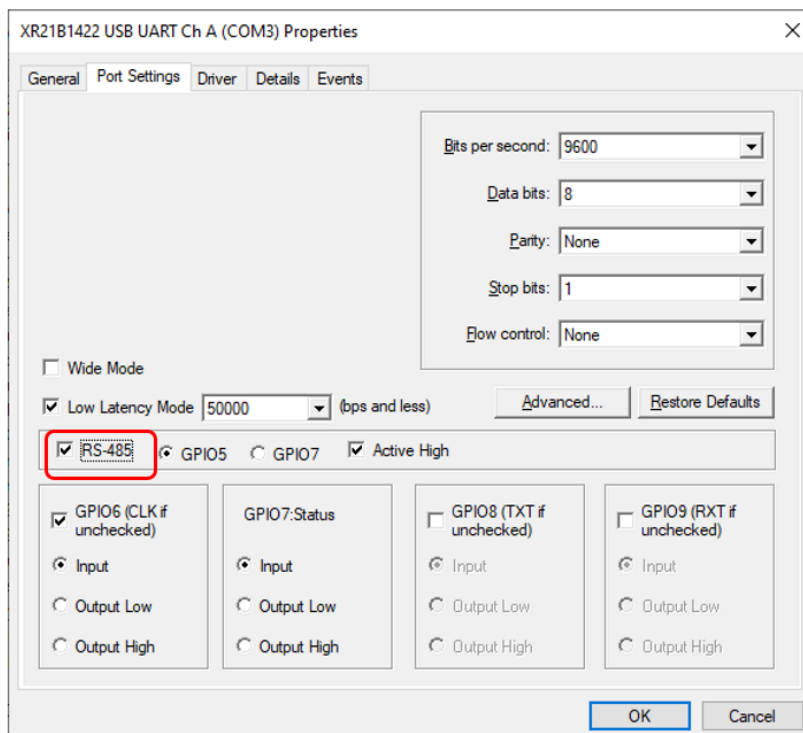 XR21B1422 USB UART Ch A (COM3) Properties
General Port Settings Driver Details Events
Bits per second: 9600
Data bits: 8
Parity: None
Stop bits: 1
Flow control: None
Wide Mode
Low Latency Mode 50000 (bps and less) Advanced... Restore Defaults
RS-485 GPIO5 GPIO7 Active High
GPIO6 (CLK if
unchecked)
Input
Output Low
Output High
GPIO7:Status
Input
Output Low
Output High
GPIO8 (TXT if
unchecked)
Input
Output Low
Output High
GPIO9 (RXT if
unchecked)
Input
Output Low
Output High
OK Cancel